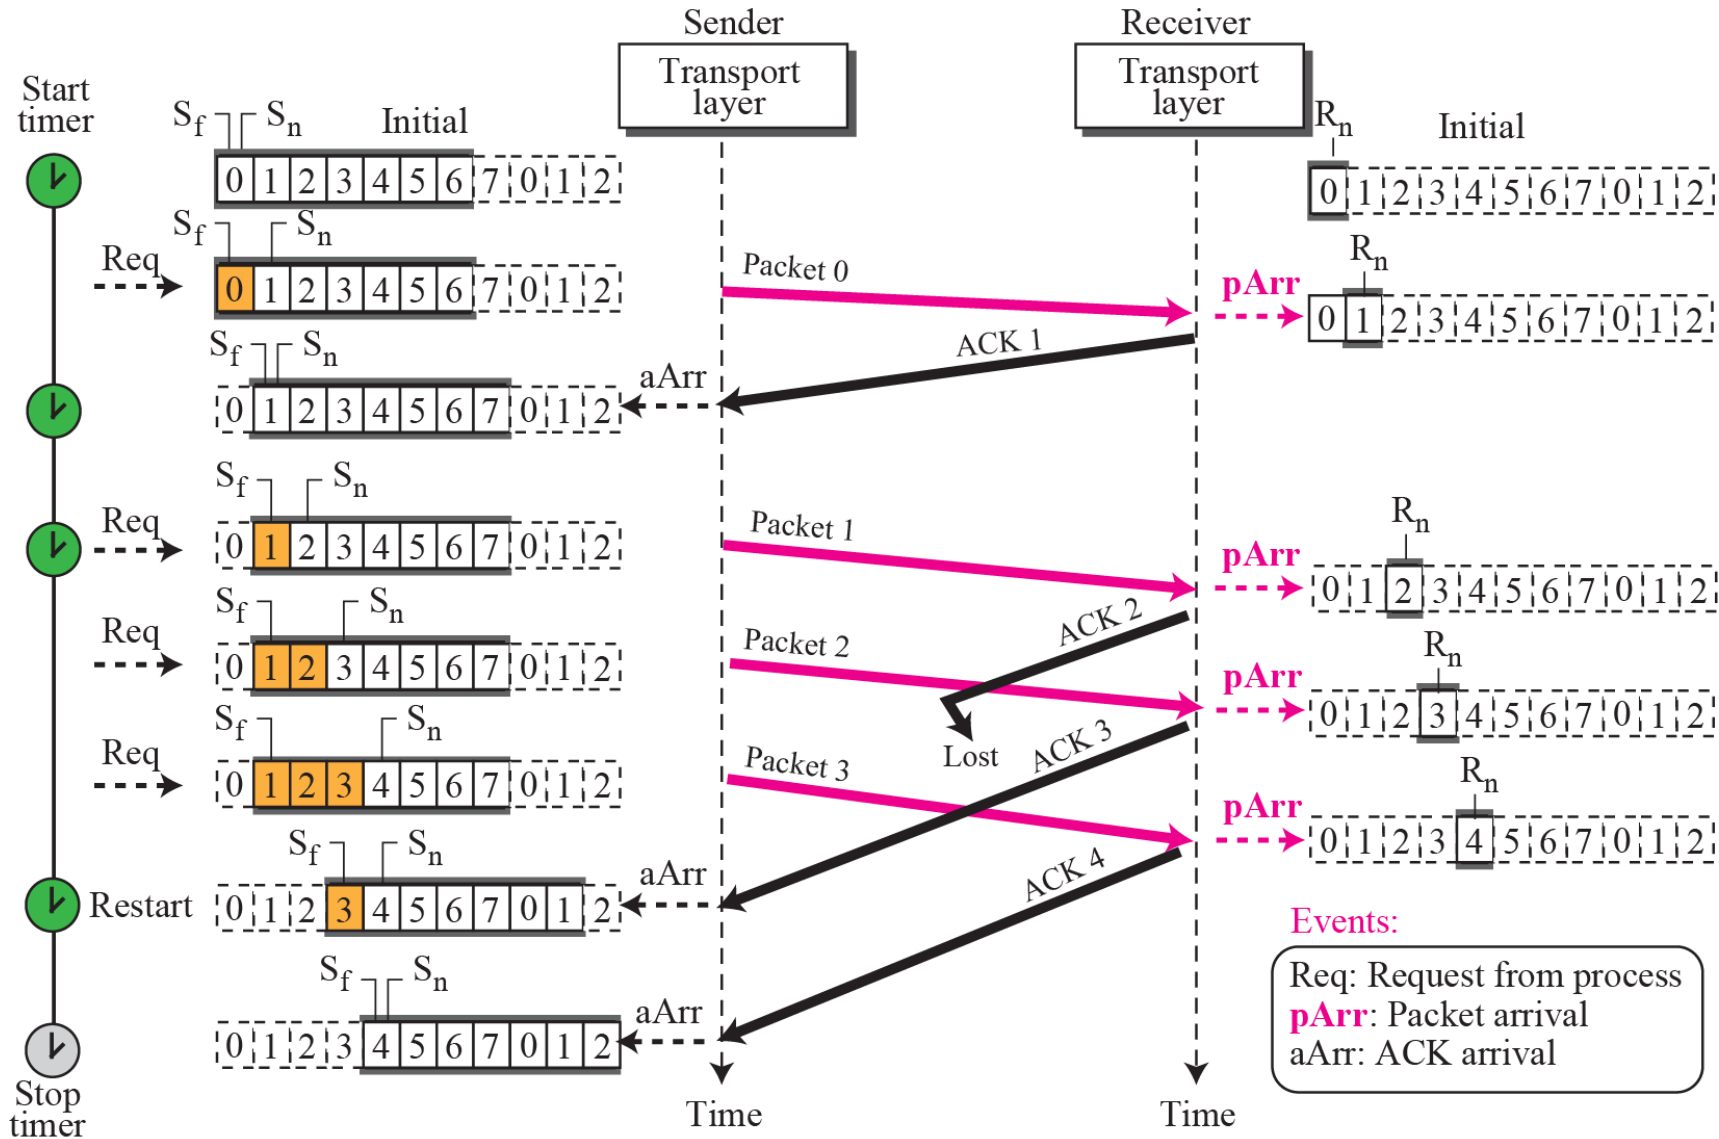 Sender
Receiver
Transport
layer
Transport
layer
Start
timer
Sf Sn Initial
0 1 2 3 4 5 6 7 0 1 2
Rn Initial
0 1 2 3 4 5 6 7 0 1 2
Req
Sf Sn
0 1 2 3 4 5 6 7 0 1 2
Packet 0
pArr
Rn
0 1 2 3 4 5 6 7 0 1 2
ACK 1
Sf Sn
0 1 2 3 4 5 6 7 0 1 2
aArr
Req
Sf Sn
0 1 2 3 4 5 6 7 0 1 2
Packet 1
pArr
Rn
0 1 2 3 4 5 6 7 0 1 2
ACK 2
Lost
Req
Sf Sn
0 1 2 3 4 5 6 7 0 1 2
Packet 2
pArr
Rn
0 1 2 3 4 5 6 7 0 1 2
ACK 3
Req
Sf Sn
0 1 2 3 4 5 6 7 0 1 2
Packet 3
pArr
Rn
0 1 2 3 4 5 6 7 0 1 2
ACK 4
Restart
Sf Sn
0 1 2 3 4 5 6 7 0 1 2
aArr
Sf Sn
0 1 2 3 4 5 6 7 0 1 2
aArr
Stop
timer
Time
Time
Events:
Req: Request from process
pArr: Packet arrival
aArr: ACK arrival